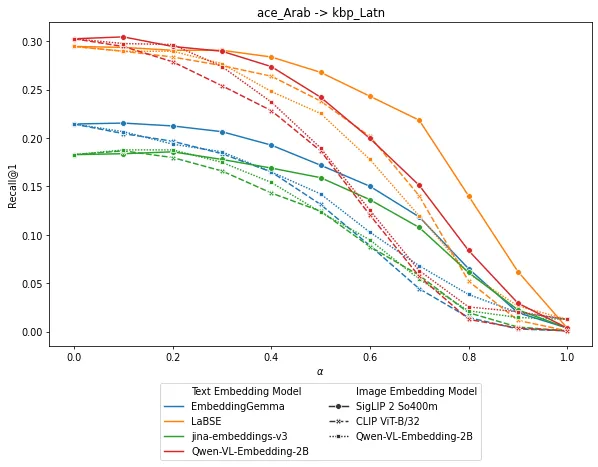 ace_Arab -> kbp_Latn
Recall@1
0.30
0.25
0.20
0.15
0.10
0.05
0.00
0.0 0.2 0.4 0.6 0.8 1.0
α
Text Embedding Model Image Embedding Model
EmbeddingGemma SigLIP 2 So400m
LaBSE CLIP ViT-B/32
jina-embeddings-v3 Qwen-VL-Embedding-2B
Qwen-VL-Embedding-2B